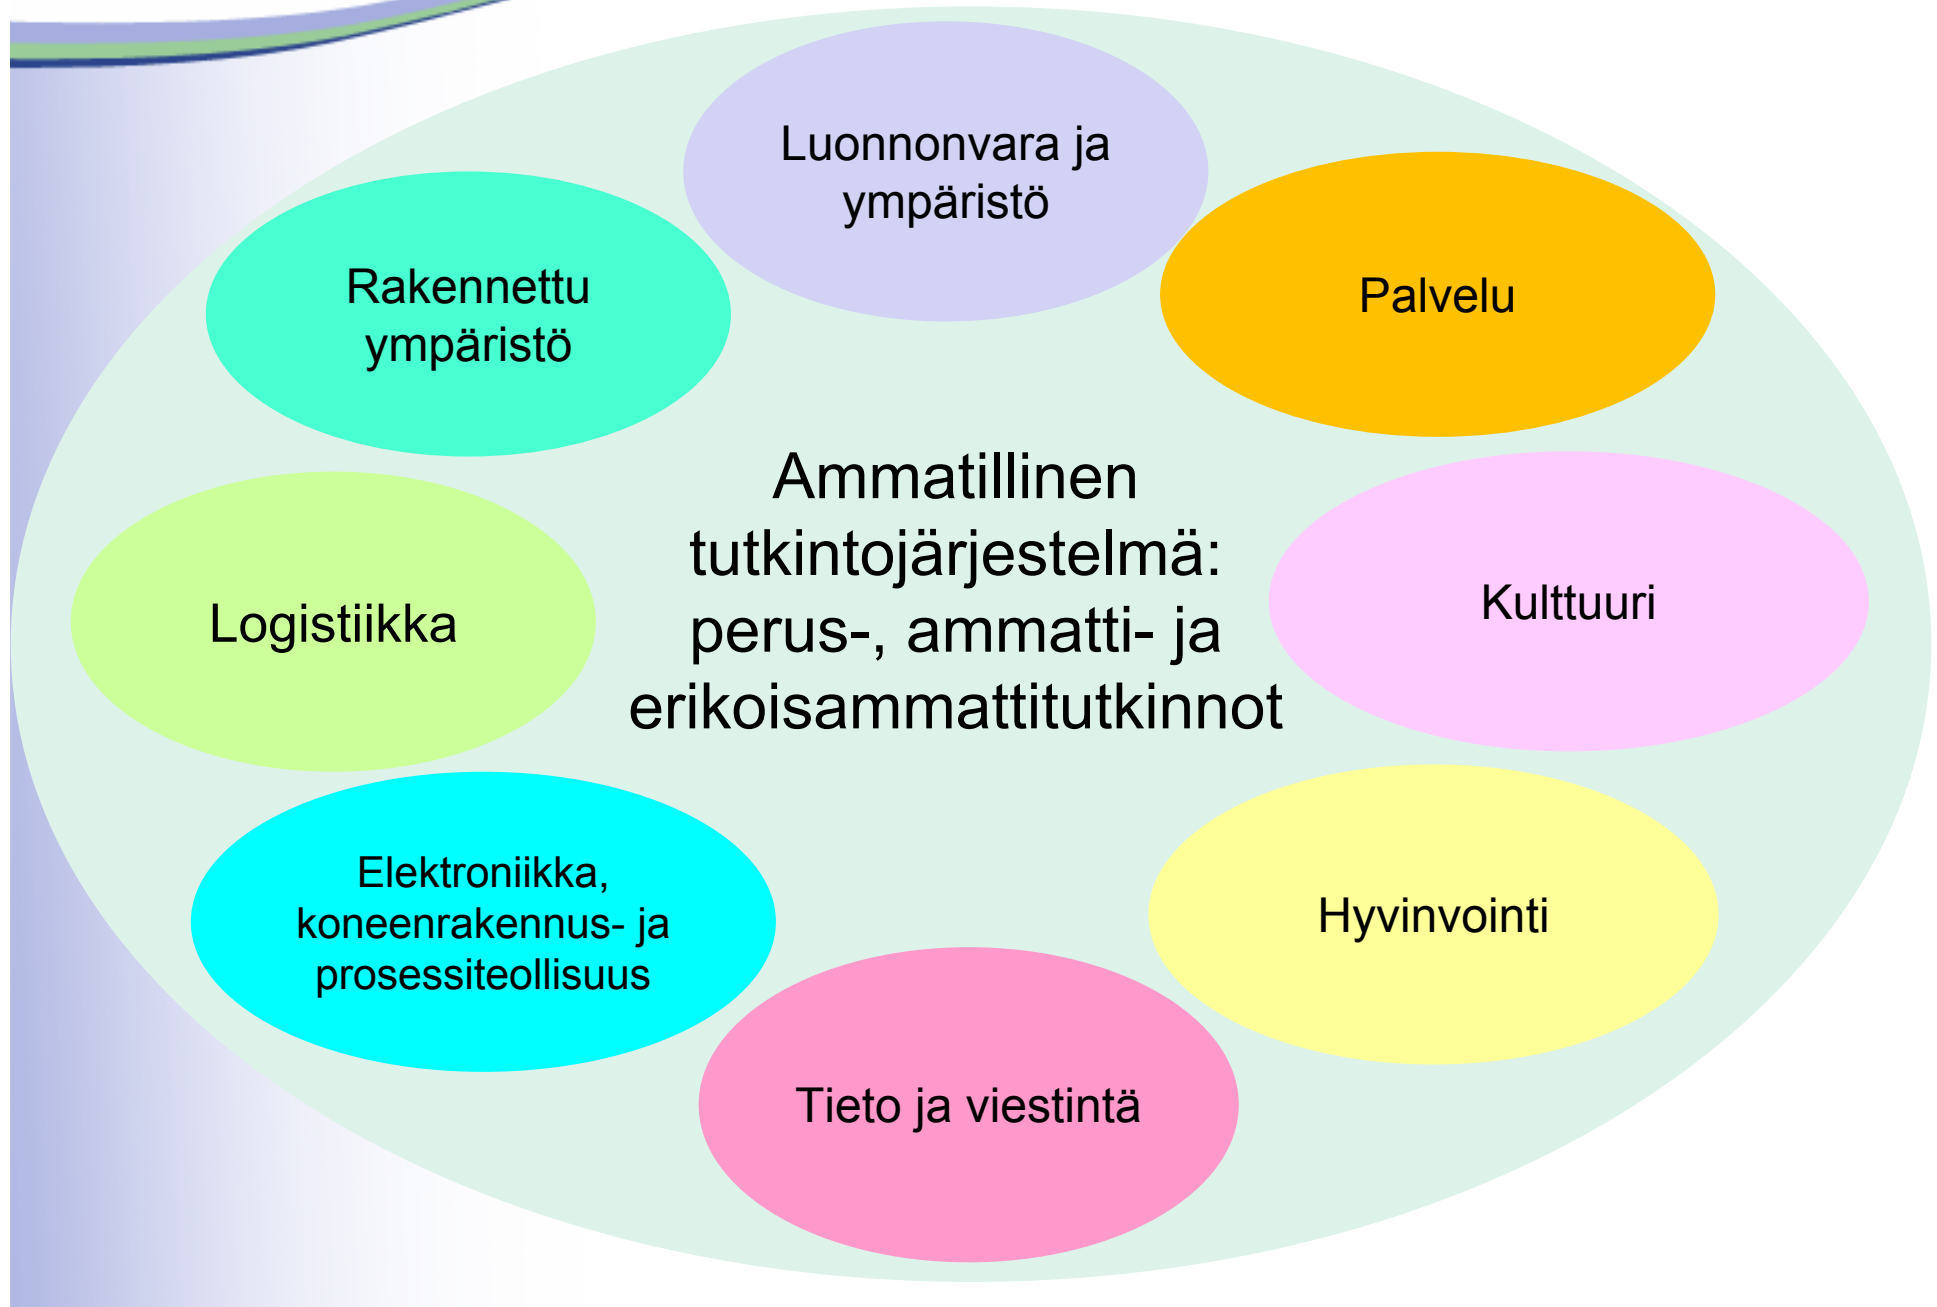 Luonnonvara ja
ympäristö
Palvelu
Rakennettu
ympäristö
Ammatillinen
tutkintojärjestelmä:
perus-, ammatti- ja
erikoisammattitutkinnot
Kulttuuri
Logistiikka
Elektroniikka,
koneenrakennus- ja
prosessiteollisuus
Hyvinvointi
Tieto ja viestintä